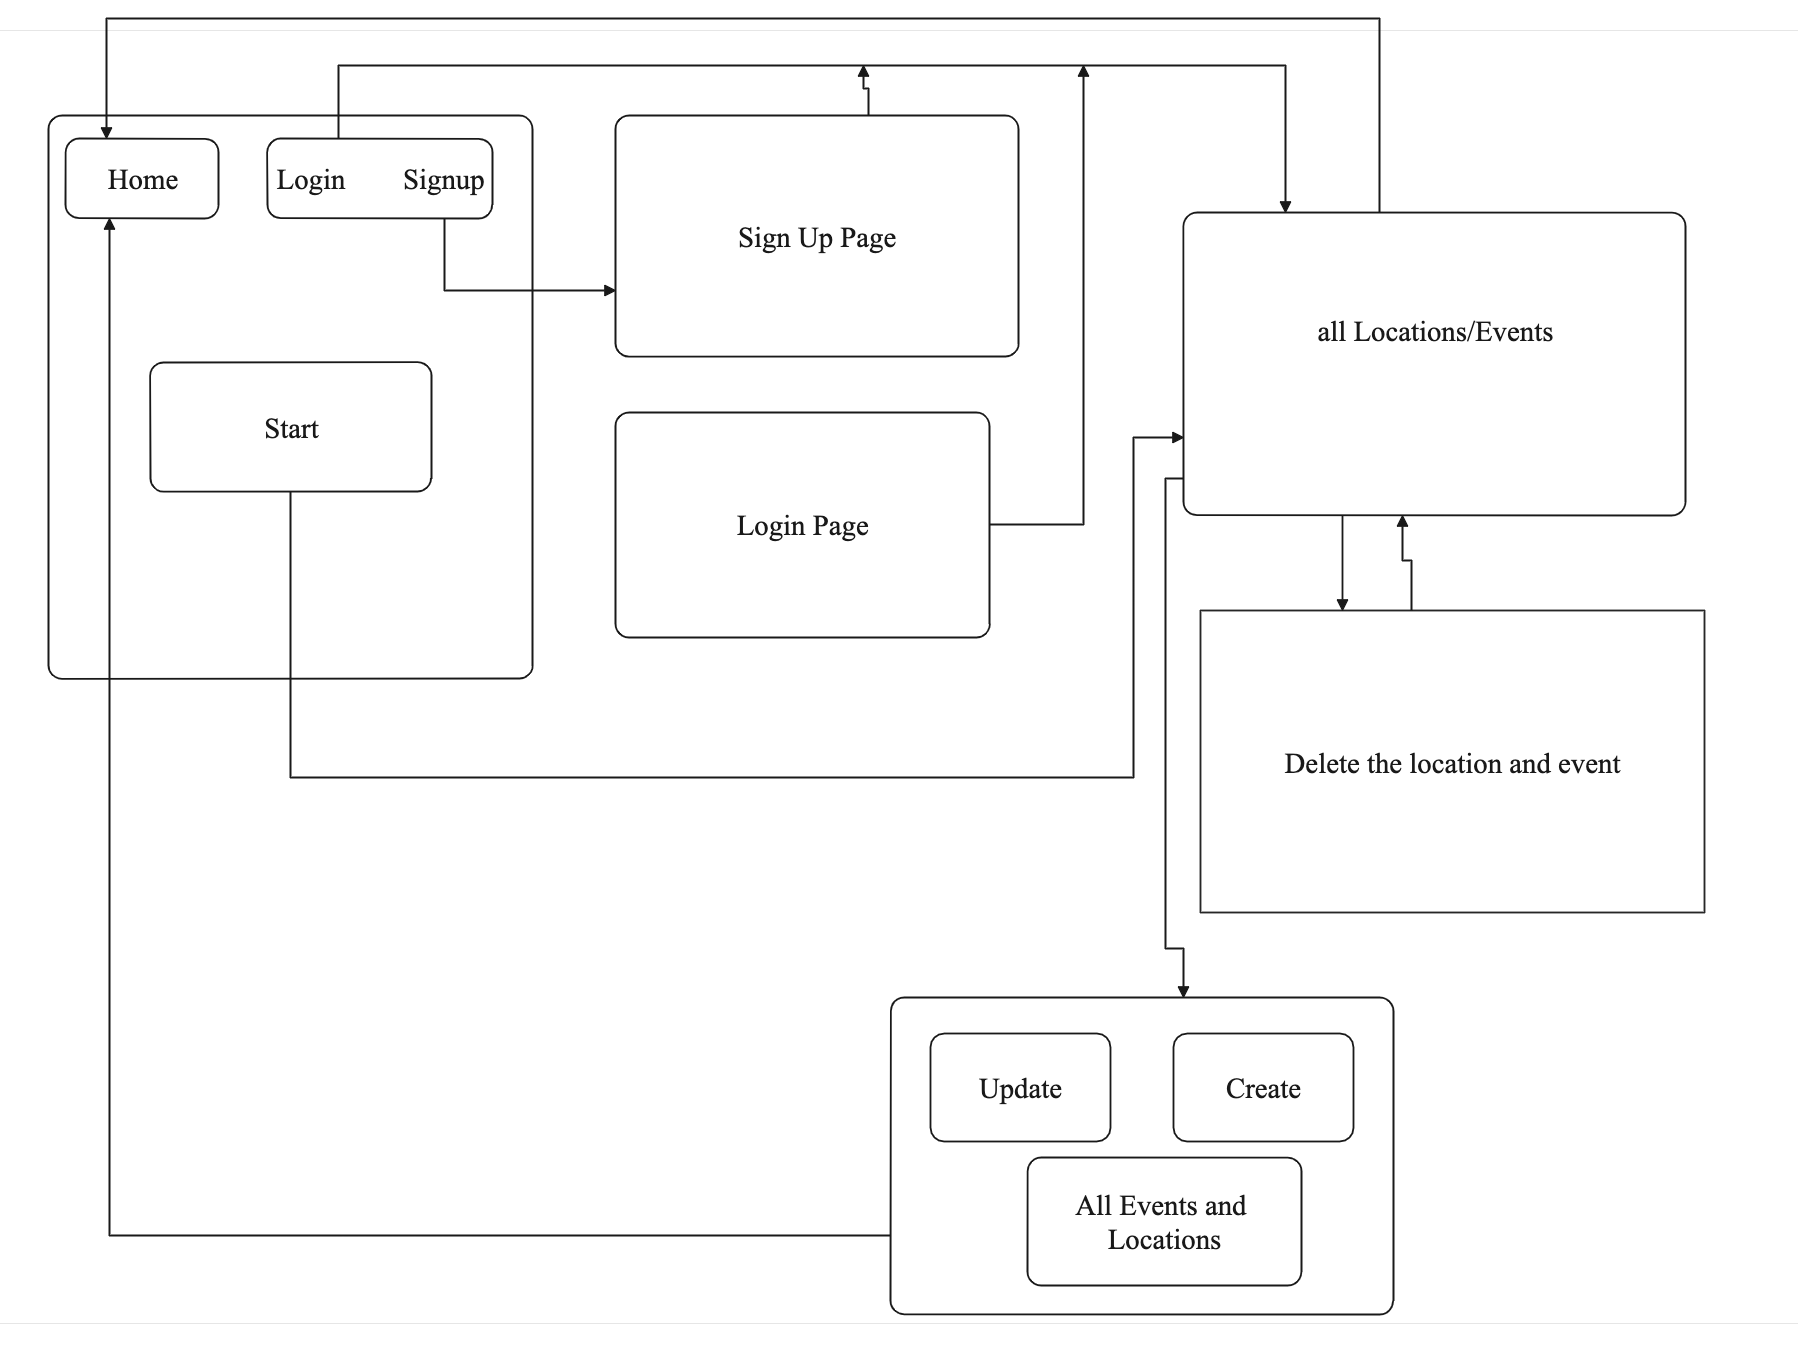 Home
Login Signup
Sign Up Page
all Locations/Events
Start
Login Page
Delete the location and event
Update
Create
All Events and
Locations